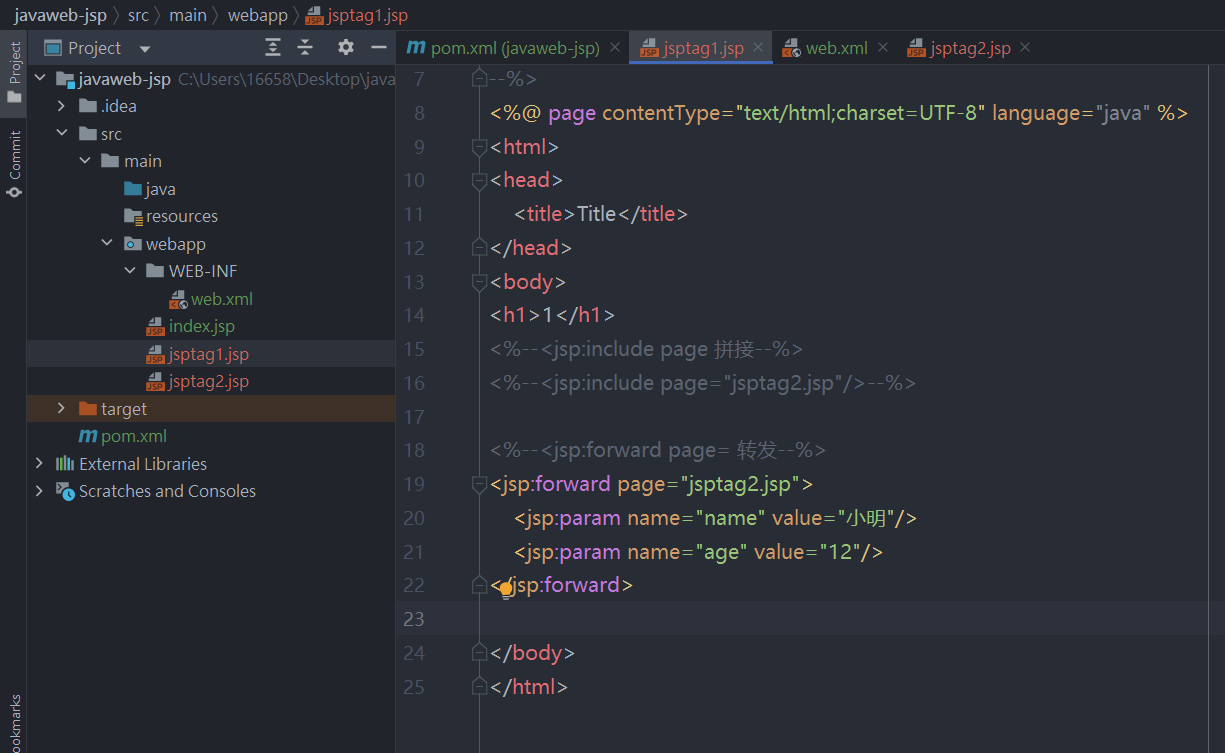 javaweb-jsp src main webapp jsptag1.jsp
Project
pom.xml (javaweb-jsp) jsptag1.jsp web.xml jsptag2.jsp
Project
Commit
ookmarks
javaweb-jsp C:\Users\16658\Desktop\java
.idea
src
main
java
resources
webapp
WEB-INF
web.xml
index.jsp
jsptag1.jsp
jsptag2.jsp
target
pom.xml
External Libraries
Scratches and Consoles
7 --%>
8 <%@ page contentType="text/html;charset=UTF-8" language="java" %>
9 <html>
10 <head>
11 <title>Title</title>
12 </head>
13 <body>
14 <h1>1</h1>
15 <%--<jsp:include page 拼接--%>
16 <%--<jsp:include page="jsptag2.jsp"/>--%>
17
18 <%--<jsp:forward page= 转发--%>
19 <jsp:forward page="jsptag2.jsp">
20 <jsp:param name="name" value="小明"/>
21 <jsp:param name="age" value="12"/>
22 </jsp:forward>
23
24 </body>
25 </html>